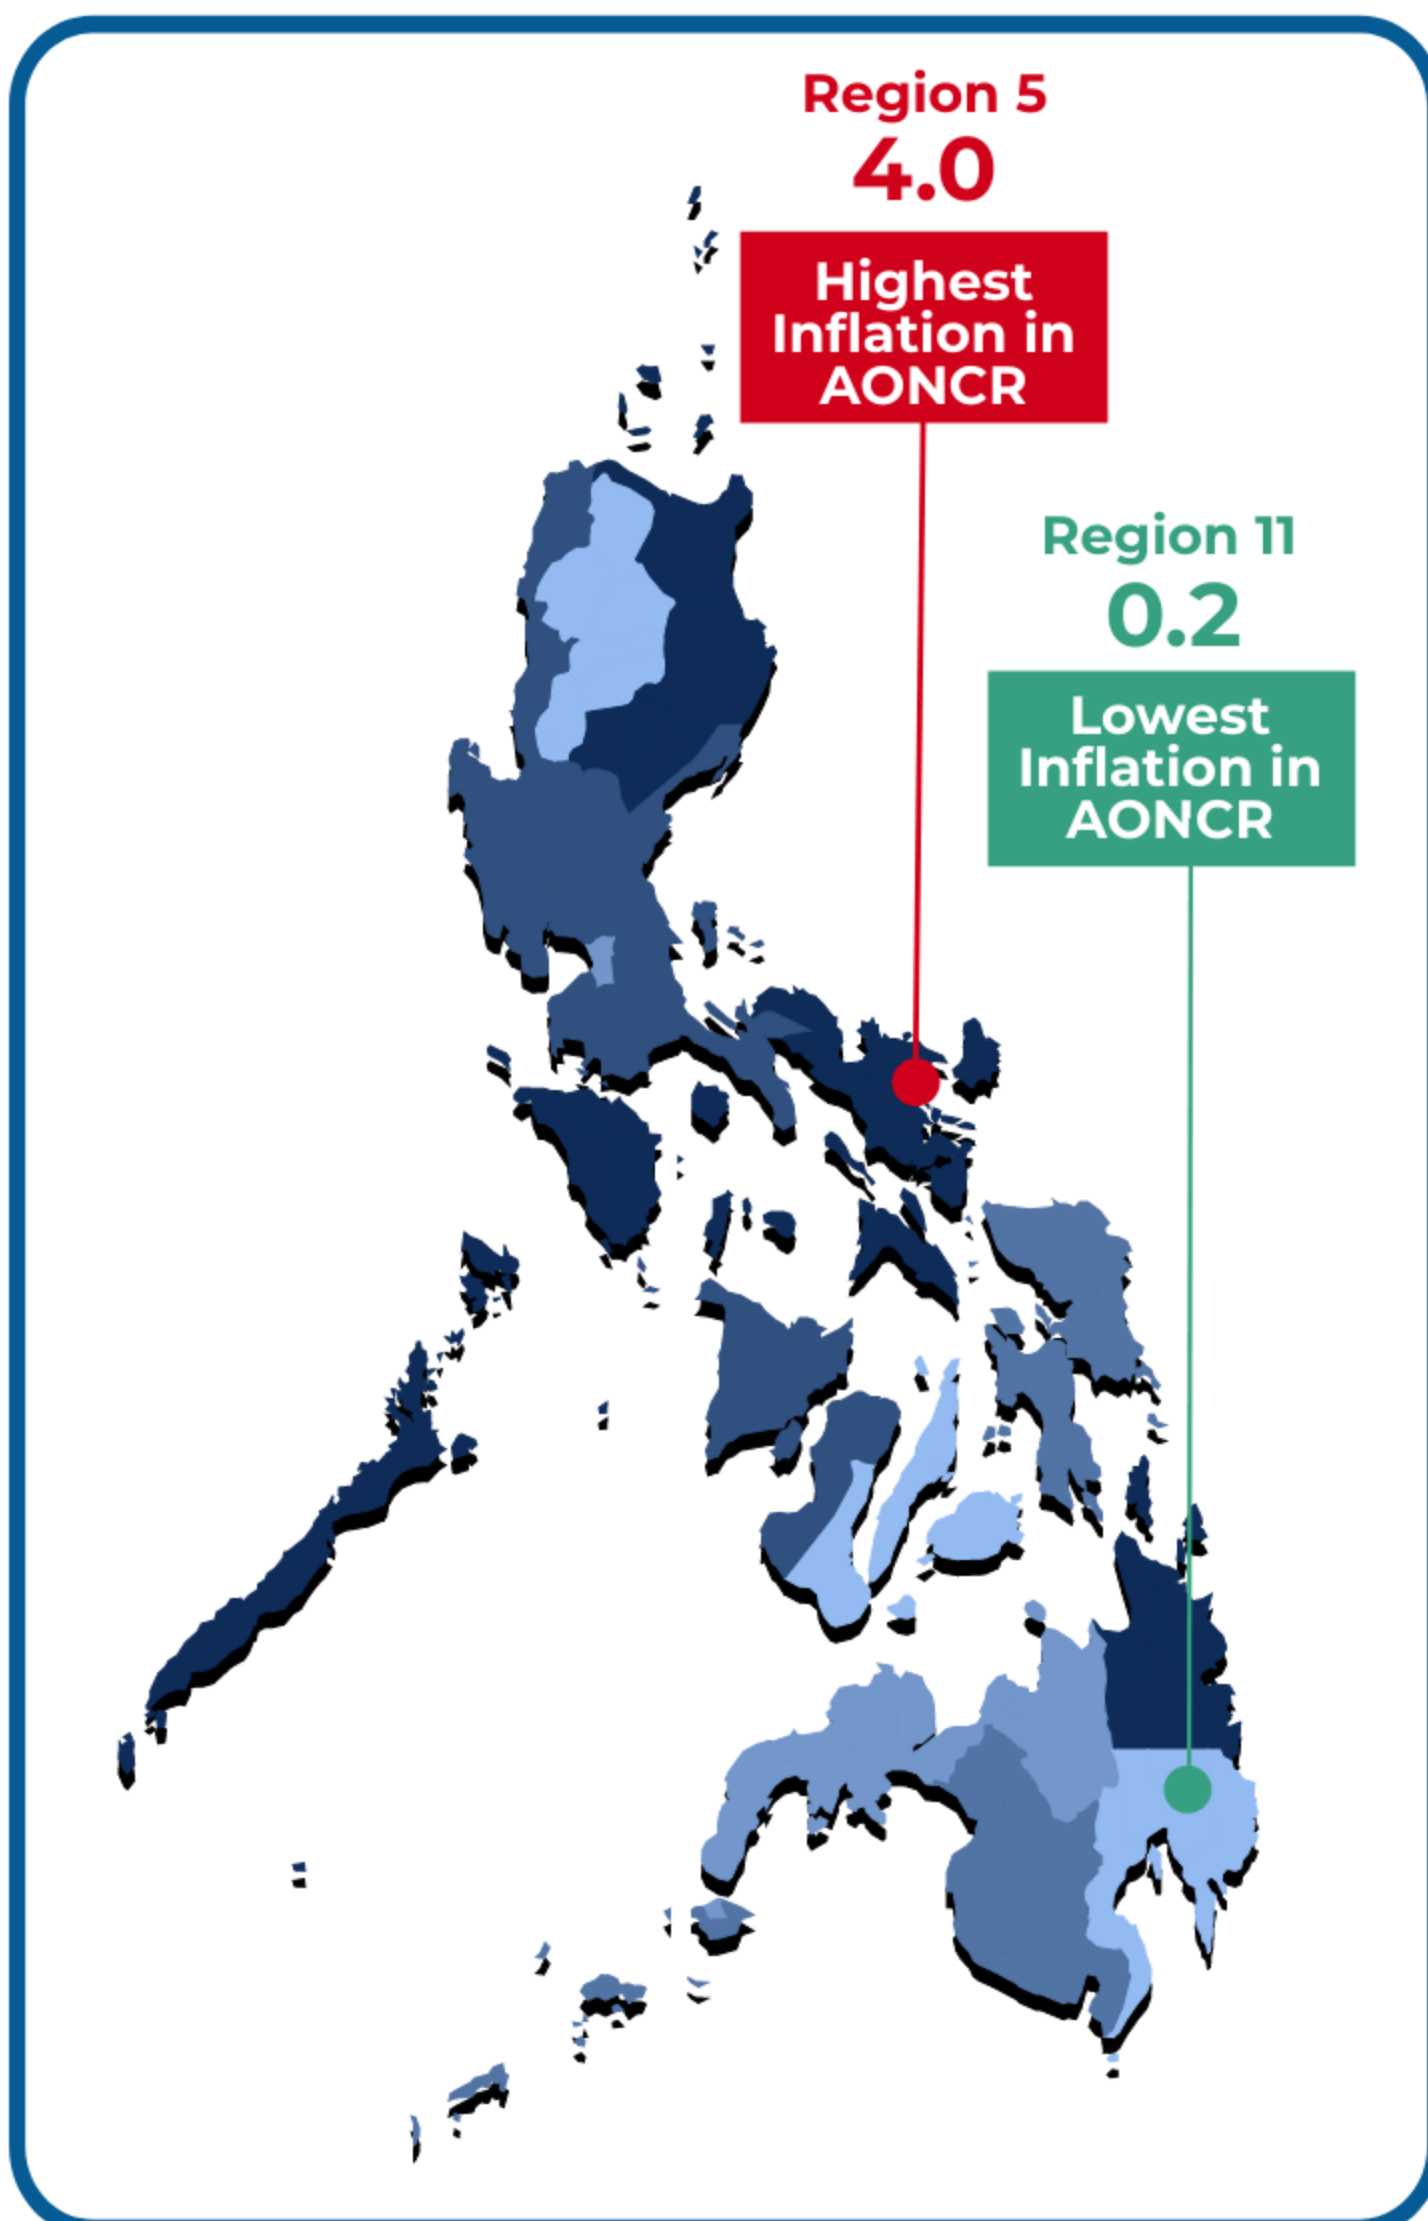 Region 5
4.0
Highest
Inflation in
AONCR
Region 11
0.2
Lowest
Inflation in
AONCR